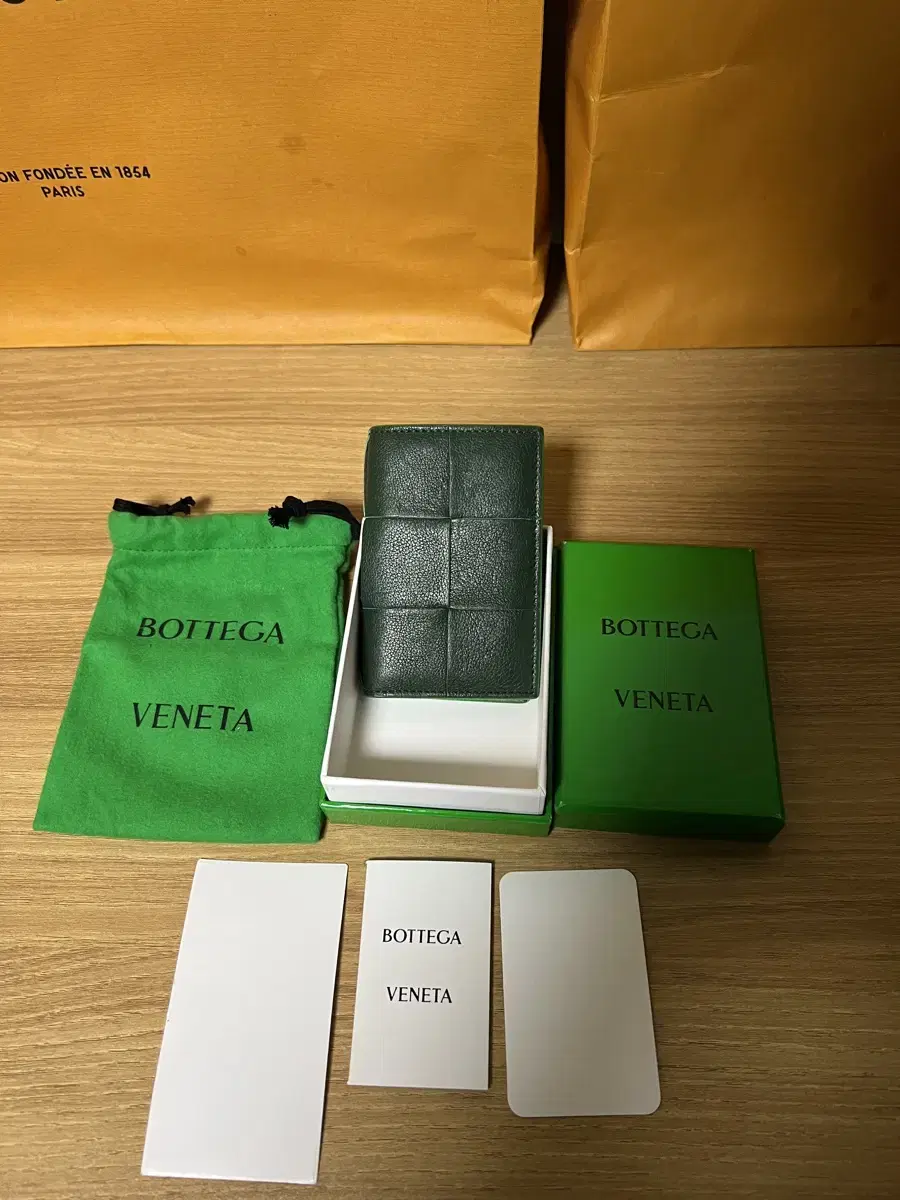 ON FONDÉE EN 1854
PARIS
BOTTEGA
VENETA
BOTTEGA
VENETA
BOTTEGA
VENETA